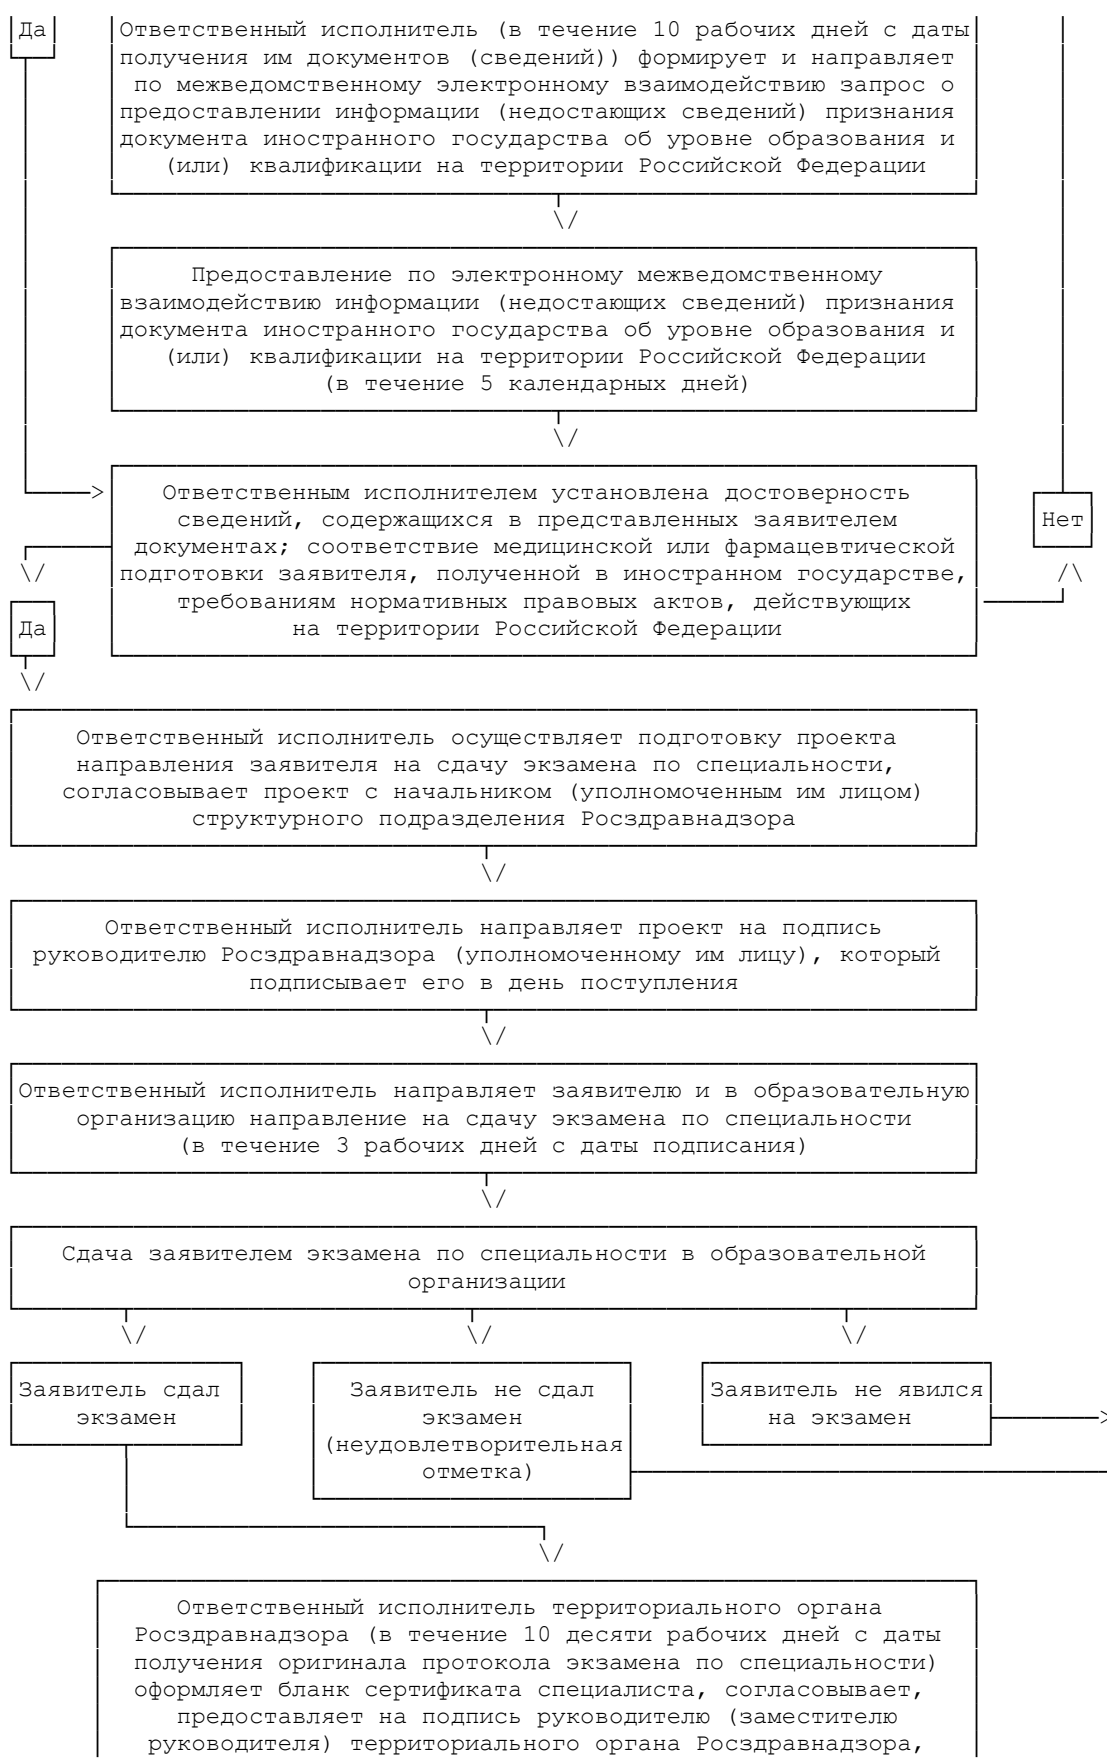 Да
Ответственный исполнитель (в течение 10 рабочих дней с даты
получения им документов (сведений)) формирует и направляет
по межведомственному электронному взаимодействию запрос о
предоставлении информации (недостающих сведений) признания
документа иностранного государства об уровне образования и
(или) квалификации на территории Российской Федерации
Предоставление по электронному межведомственному
взаимодействию информации (недостающих сведений) признания
документа иностранного государства об уровне образования и
(или) квалификации на территории Российской Федерации
(в течение 5 календарных дней)
Ответственным исполнителем установлена достоверность
сведений, содержащихся в представленных заявителем
документах; соответствие медицинской или фармацевтической
подготовки заявителя, полученной в иностранном государстве,
требованиям нормативных правовых актов, действующих
на территории Российской Федерации
Нет
Да
Ответственный исполнитель осуществляет подготовку проекта
направления заявителя на сдачу экзамена по специальности,
согласовывает проект с начальником (уполномоченным им лицом)
структурного подразделения Росздравнадзора
Ответственный исполнитель направляет проект на подпись
руководителю Росздравнадзора (уполномоченному им лицу), который
подписывает его в день поступления
Ответственный исполнитель направляет заявителю и в образовательную
организацию направление на сдачу экзамена по специальности
(в течение 3 рабочих дней с даты подписания)
Сдача заявителем экзамена по специальности в образовательной
организации
Заявитель сдал
экзамен
Заявитель не сдал
экзамен
(неудовлетворительная
отметка)
Заявитель не явился
на экзамен
Ответственный исполнитель территориального органа
Росздравнадзора (в течение 10 десяти рабочих дней с даты
получения оригинала протокола экзамена по специальности)
оформляет бланк сертификата специалиста, согласовывает,
предоставляет на подпись руководителю (заместителю
руководителя) территориального органа Росздравнадзора,